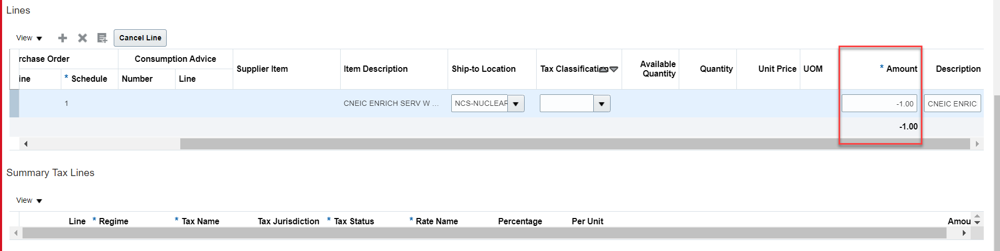 Lines
View
Cancel Line
rchase Order Consumption Advice Supplier Item Item Description Ship-to Location Tax Classification Available Quantity Quantity Unit Price UOM * Amount Description
ine * Schedule Number Line
1 CNEIC ENRICH SERV W ... NCS-NUCLEAR -1.00 CNEIC ENRIC
-1.00
Summary Tax Lines
View
Line * Regime * Tax Name Tax Jurisdiction * Tax Status * Rate Name Percentage Per Unit Amou